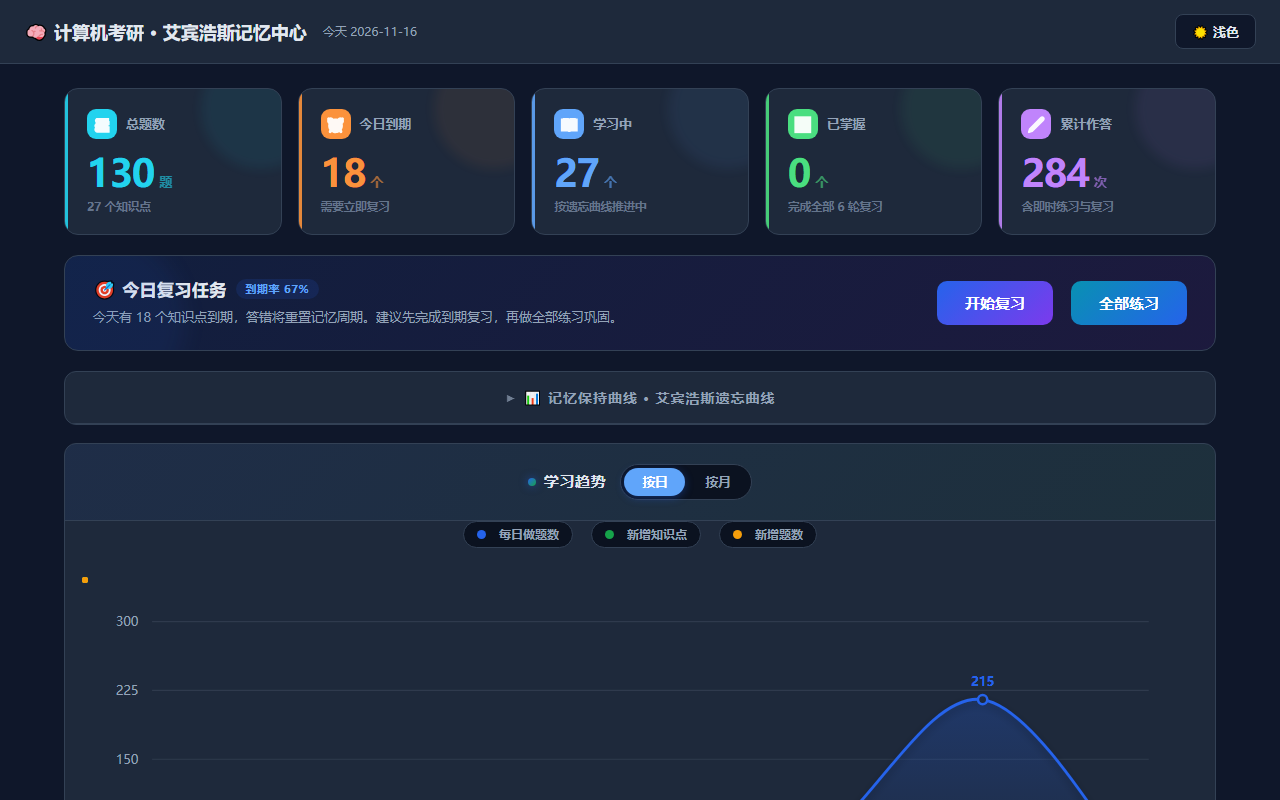 计算机考研 • 艾宾浩斯记忆中心
今天 2026-11-16
浅色
总题数
130 题
27 个知识点
今日到期
18 个
需要立即复习
学习中
27 个
按遗忘曲线推进中
已掌握
0 个
完成全部 6 轮复习
累计作答
284 次
含即时练习与复习
今日复习任务
到期率 67%
今天有 18 个知识点到期，答错将重置记忆周期。建议先完成到期复习，再做全部练习巩固。
开始复习
全部练习
记忆保持曲线 • 艾宾浩斯遗忘曲线
学习趋势
按日
按月
每日做题数
新增知识点
新增题数
300
225
215
150